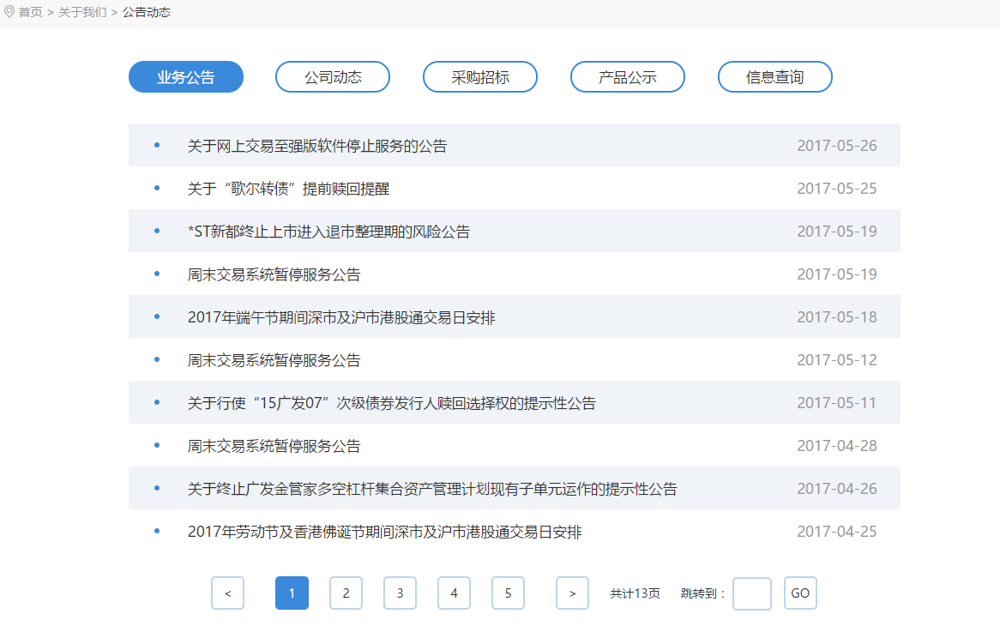 首页 > 关于我们 > 公告动态
业务公告 公司动态 采购招标 产品公示 信息查询
关于网上交易至强版软件停止服务的公告 2017-05-26
关于“歌尔转债”提前赎回提醒 2017-05-25
*ST新都终止上市进入退市整理期的风险公告 2017-05-19
周末交易系统暂停服务公告 2017-05-19
2017年端午节期间深市及沪市港股通交易日安排 2017-05-18
周末交易系统暂停服务公告 2017-05-12
关于行使“15广发07”次级债券发行人赎回选择权的提示性公告 2017-05-11
周末交易系统暂停服务公告 2017-04-28
关于终止广发金管家多空杠杆集合资产管理计划现有子单元运作的提示性公告 2017-04-26
2017年劳动节及香港佛诞节期间深市及沪市港股通交易日安排 2017-04-25
< 1 2 3 4 5 > 共计13页 跳转到： GO